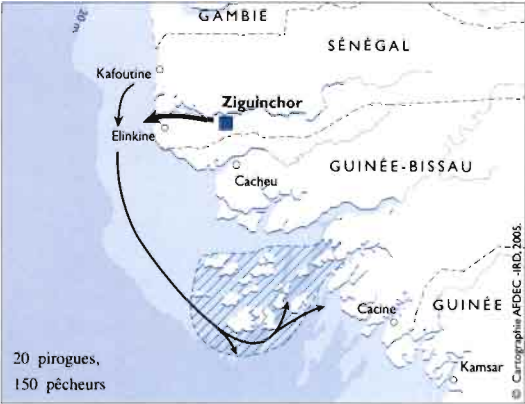 20 m.
GAMBIE
SÉNÉGAL
Kafoutine
Ziguinchor
Elinkine
GUINÉE-BISSAU
Cacheu
Cacine
GUINÉE
Kamsar
20 pirogues,
150 pêcheurs
© Cartographie AFDEC -IRD, 2005.